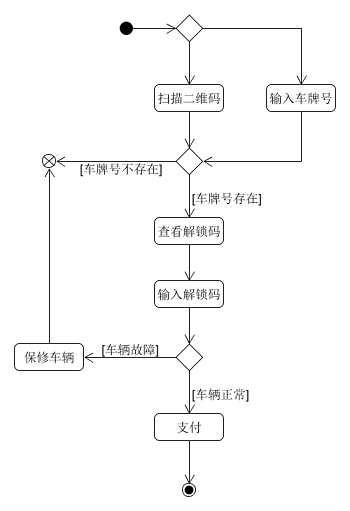 扫描二维码
输入车牌号
[车牌号不存在]
[车牌号存在]
查看解锁码
输入解锁码
[车辆故障]
保修车辆
[车辆正常]
支付